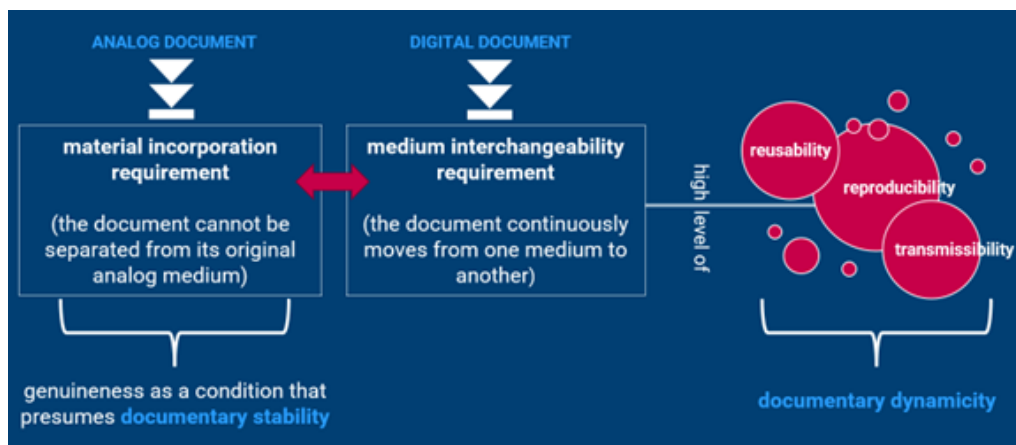 ANALOG DOCUMENT
material incorporation
requirement
(the document cannot be
separated from its original
analog medium)
genuineness as a condition that
presumes documentary stability
DIGITAL DOCUMENT
medium interchangeability
requirement
(the document continuously
moves from one medium to
another)
high level of
reusability
reproducibility
transmissibility
documentary dynamicity